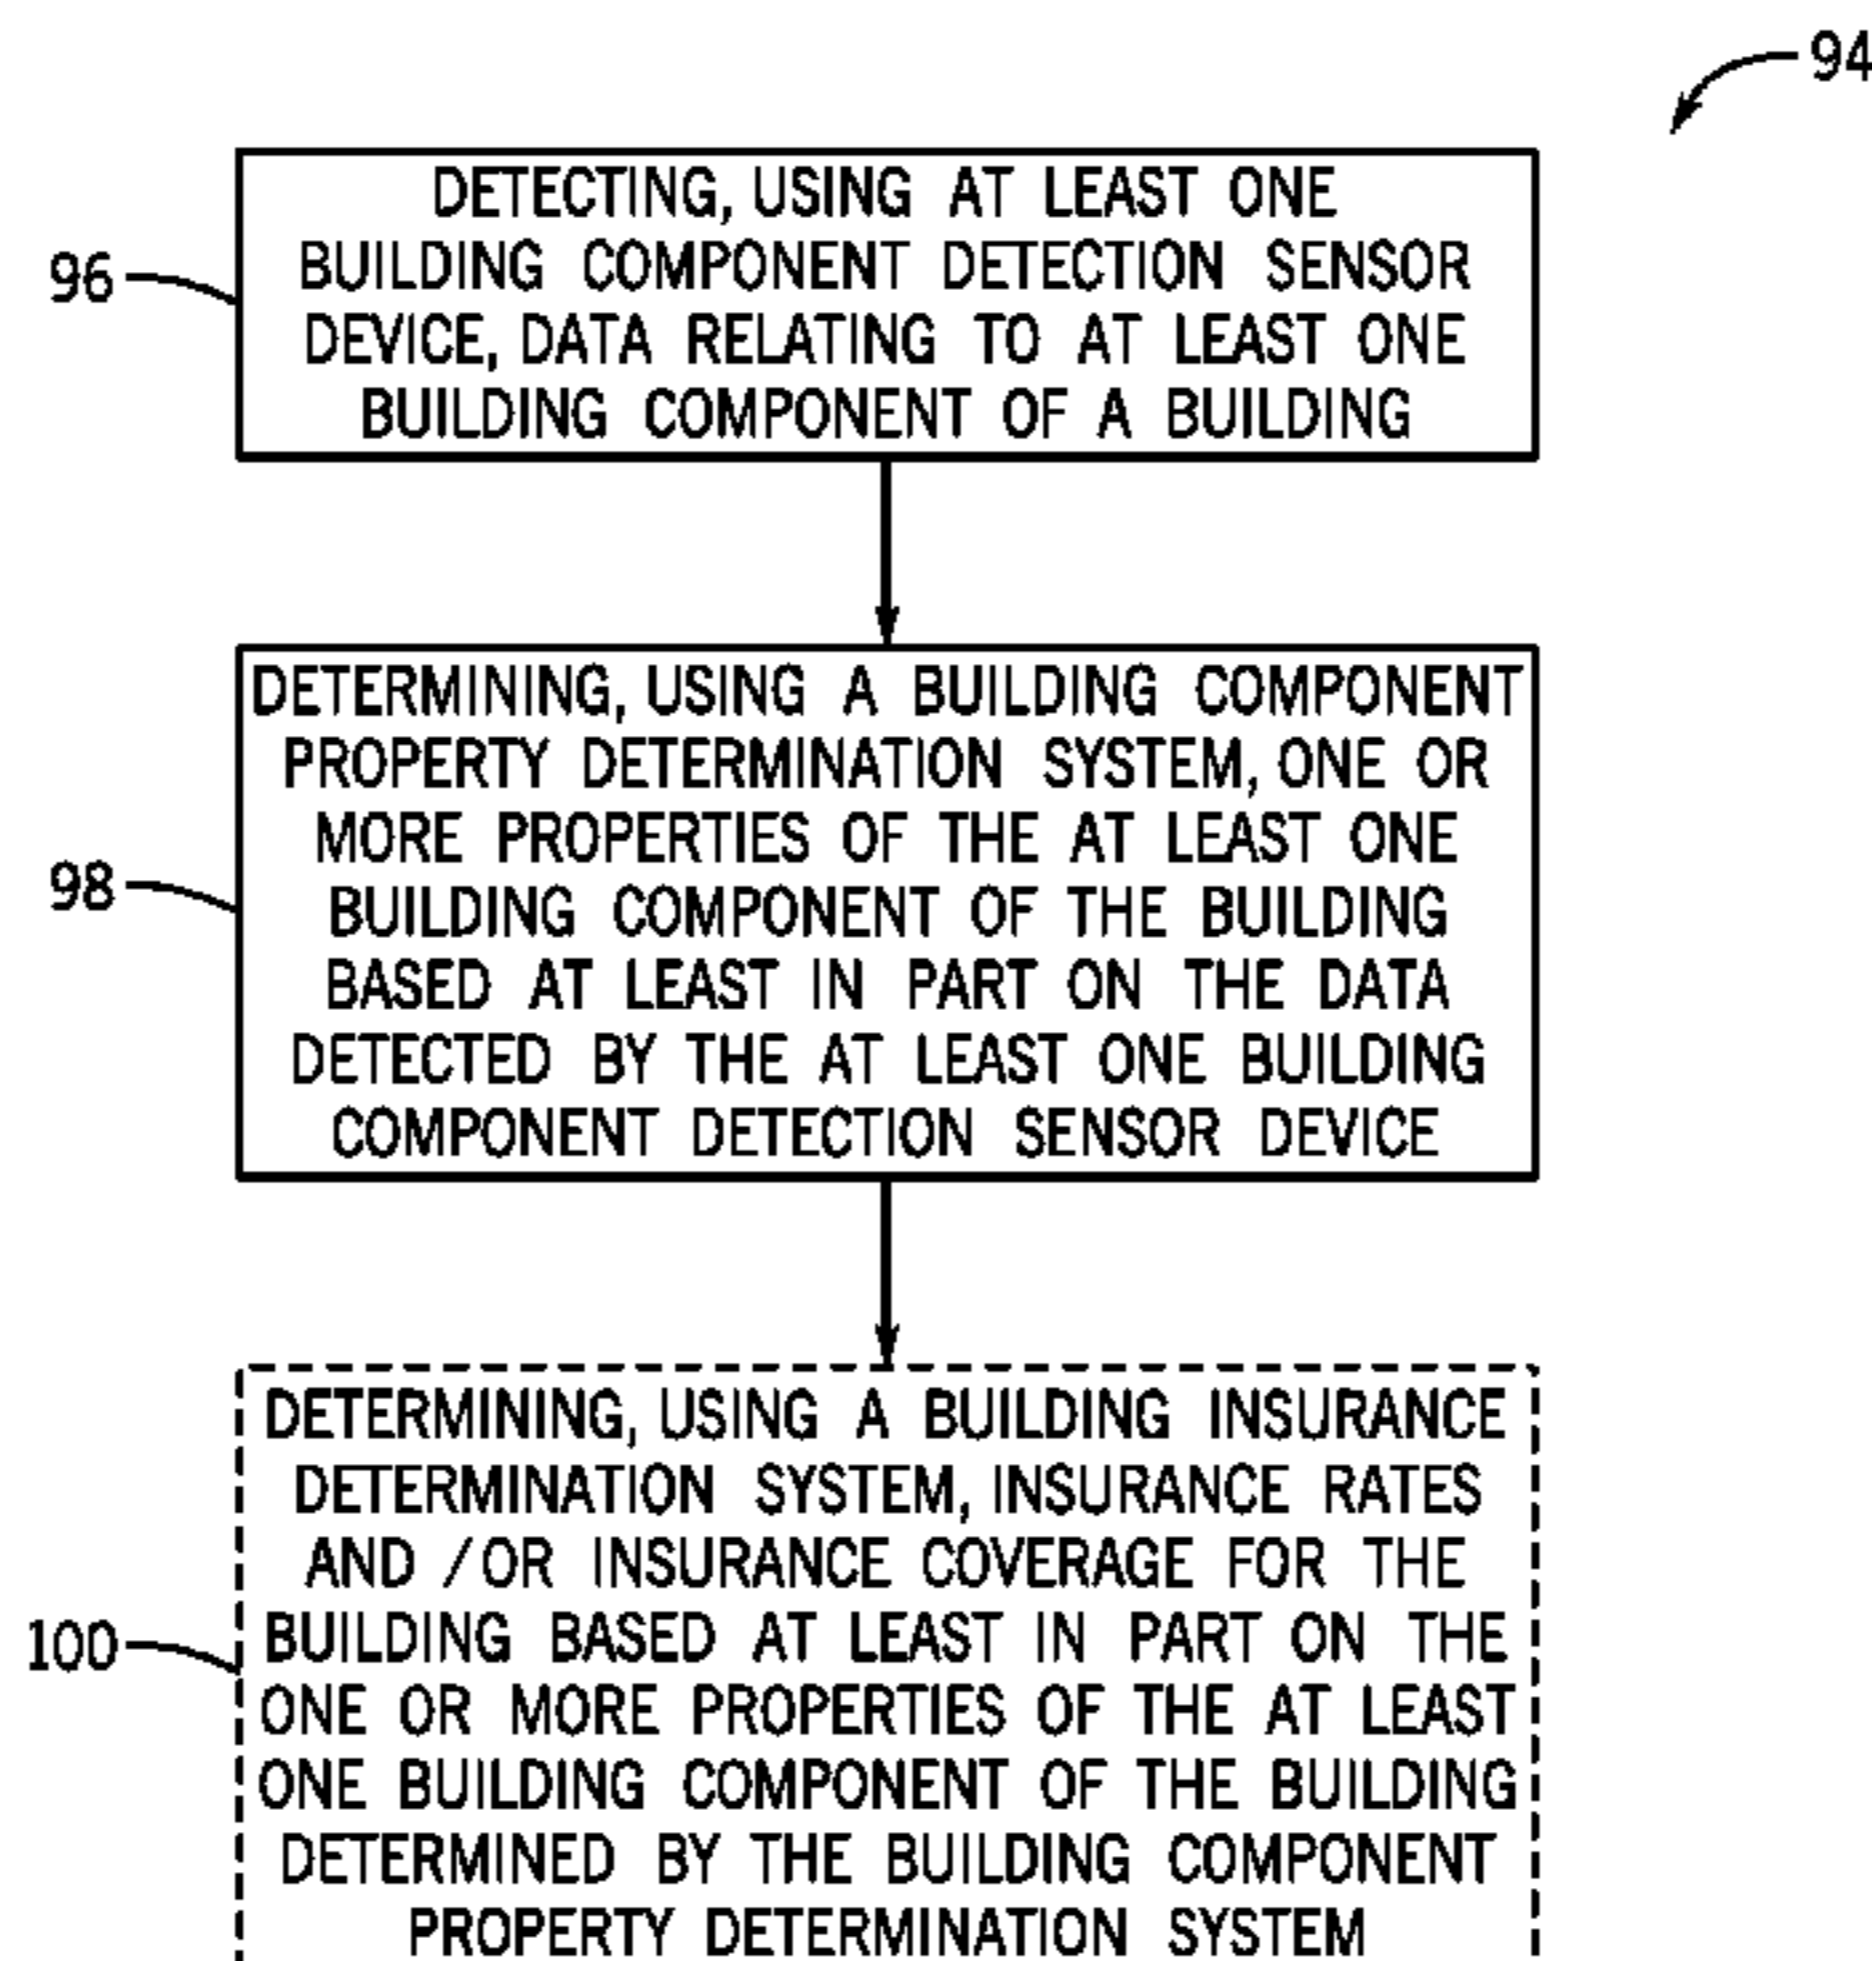 94
DETECTING, USING AT LEAST ONE
BUILDING COMPONENT DETECTION SENSOR
DEVICE, DATA RELATING TO AT LEAST ONE
BUILDING COMPONENT OF A BUILDING
96
DETERMINING, USING A BUILDING COMPONENT
PROPERTY DETERMINATION SYSTEM, ONE OR
MORE PROPERTIES OF THE AT LEAST ONE
BUILDING COMPONENT OF THE BUILDING
BASED AT LEAST IN PART ON THE DATA
DETECTED BY THE AT LEAST ONE BUILDING
COMPONENT DETECTION SENSOR DEVICE
98
DETERMINING, USING A BUILDING INSURANCE
DETERMINATION SYSTEM, INSURANCE RATES
AND /OR INSURANCE COVERAGE FOR THE
BUILDING BASED AT LEAST IN PART ON THE
ONE OR MORE PROPERTIES OF THE AT LEAST
ONE BUILDING COMPONENT OF THE BUILDING
DETERMINED BY THE BUILDING COMPONENT
PROPERTY DETERMINATION SYSTEM
100